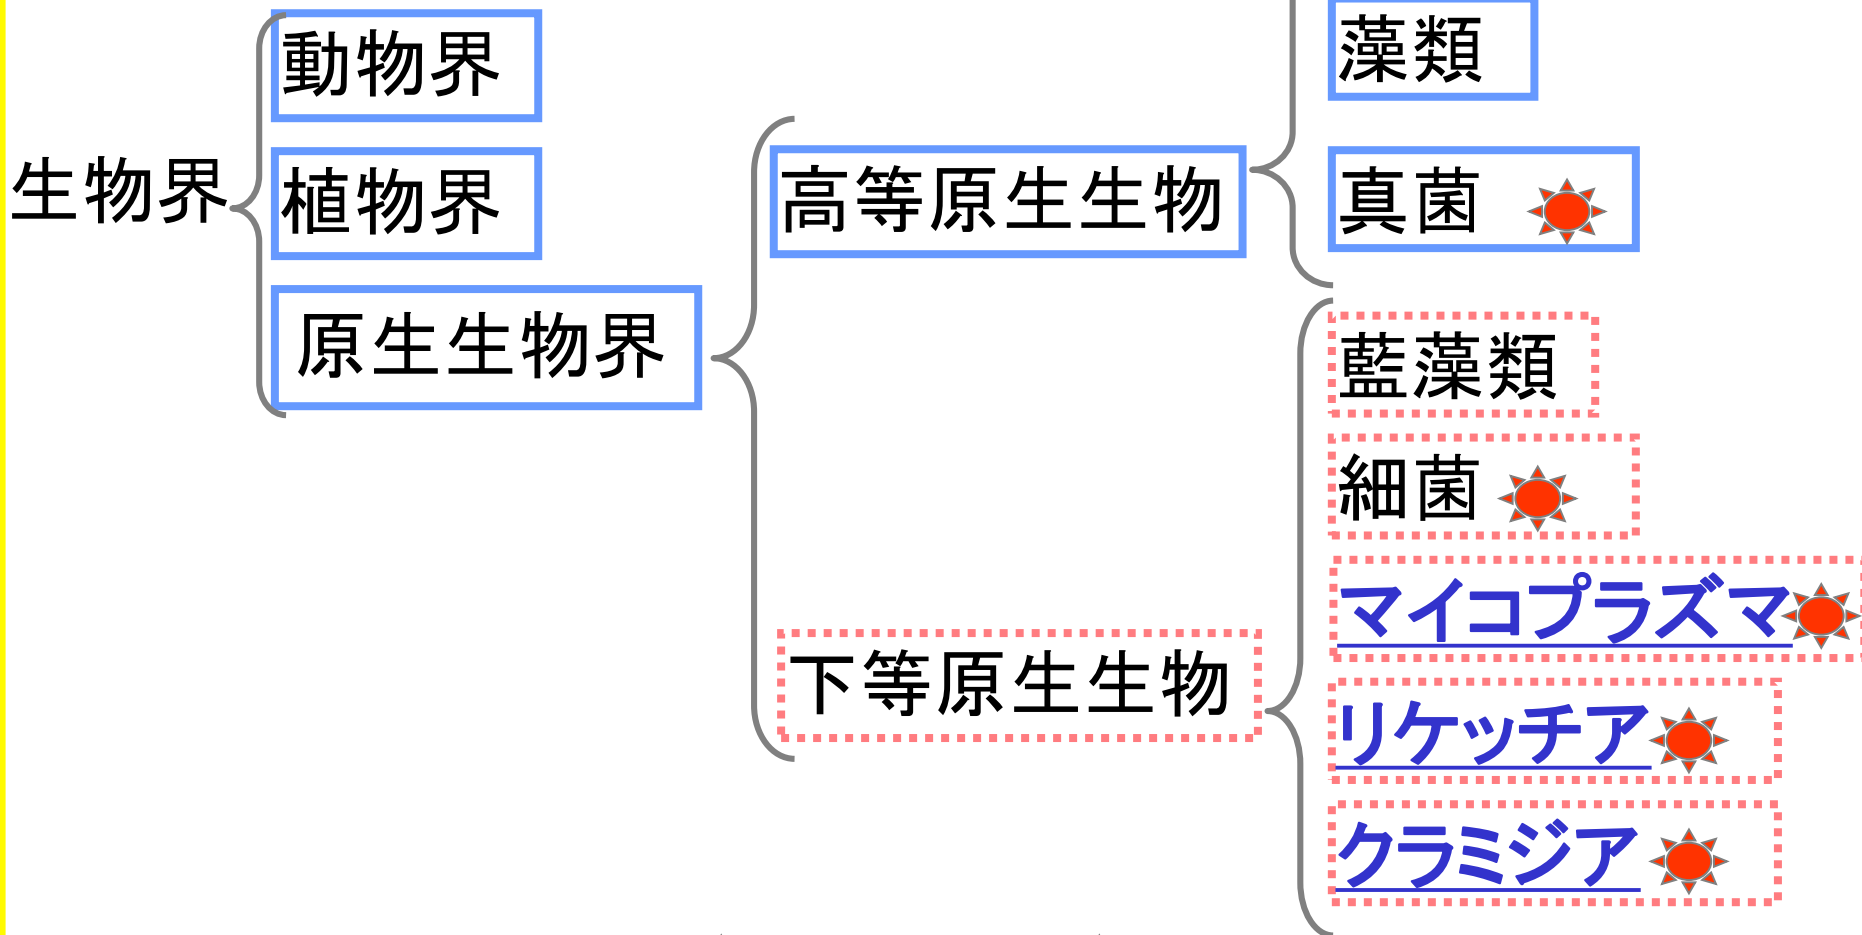 生物界
動物界
植物界
原生生物界
高等原生生物
藻類
真菌
下等原生生物
藍藻類
細菌
マイコプラズマ
リケッチア
クラミジア